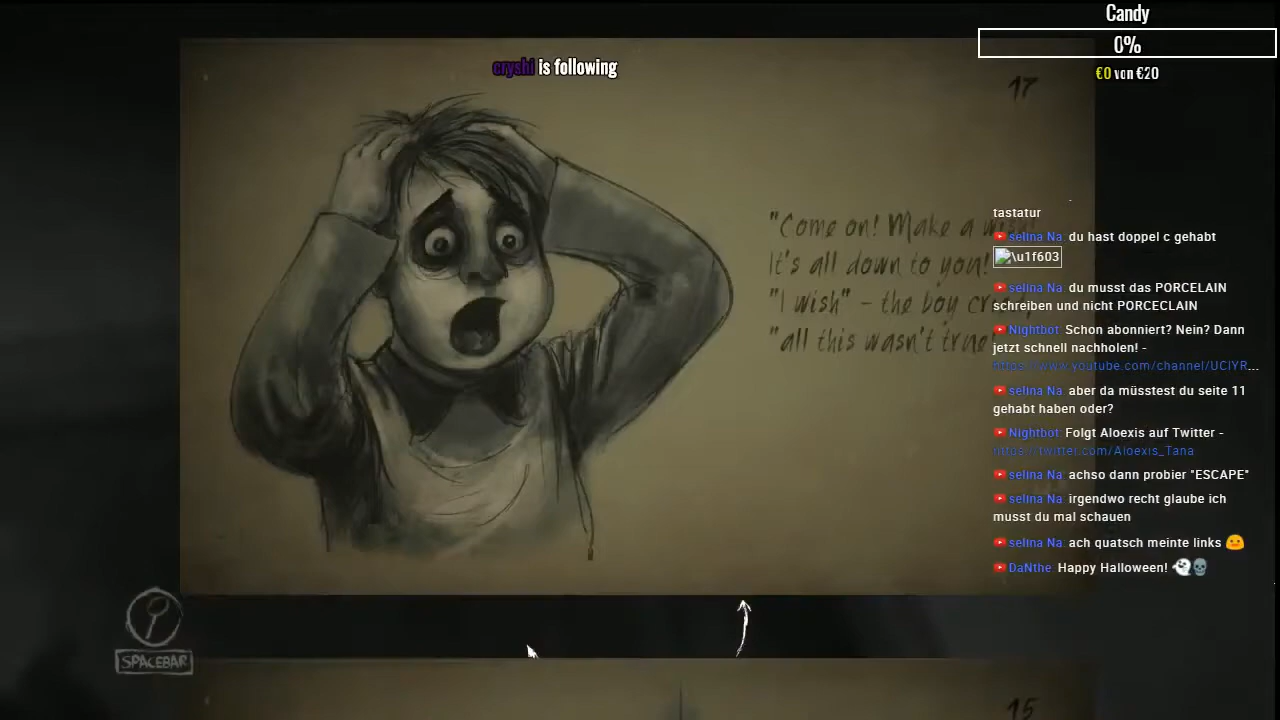 Candy
0%
€0 von €20
cryshi is following
17
"Come on! Make a wish!
It's all down to you!
"I wish" - the boy cried,
"all this wasn't true
tastatur
selina Na: du hast doppel c gehabt
\u1f603
selina Na: du musst das PORCELAIN
schreiben und nicht PORCECLAIN
Nightbot: Schon abonniert? Nein? Dann
jetzt schnell nachholen! -
https://www.youtube.com/channel/UCIYR...
selina Na: aber da müsstest du seite 11
gehabt haben oder?
Nightbot: Folgt Aloexis auf Twitter -
https://twitter.com/Aloexis_Tana
selina Na: achso dann probier "ESCAPE"
selina Na: irgendwo recht glaube ich
musst du mal schauen
selina Na: ach quatsch meinte links 😶
DaNthe: Happy Halloween! 👻💀
SPACEBAR
15